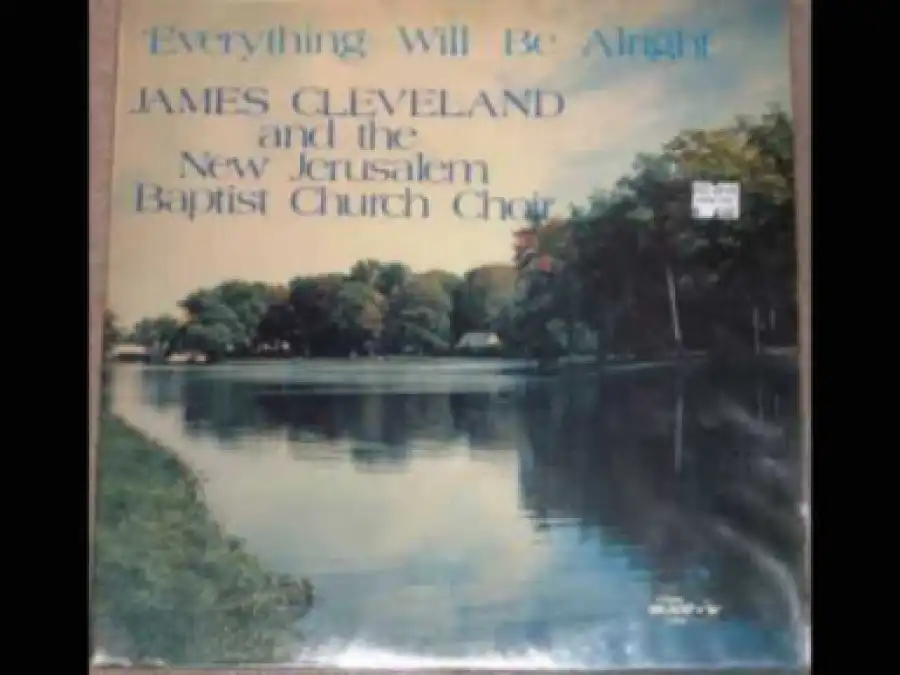 Everything Will Be Alright
JAMES CLEVELAND
and the
New Jerusalem
Baptist Church Choir